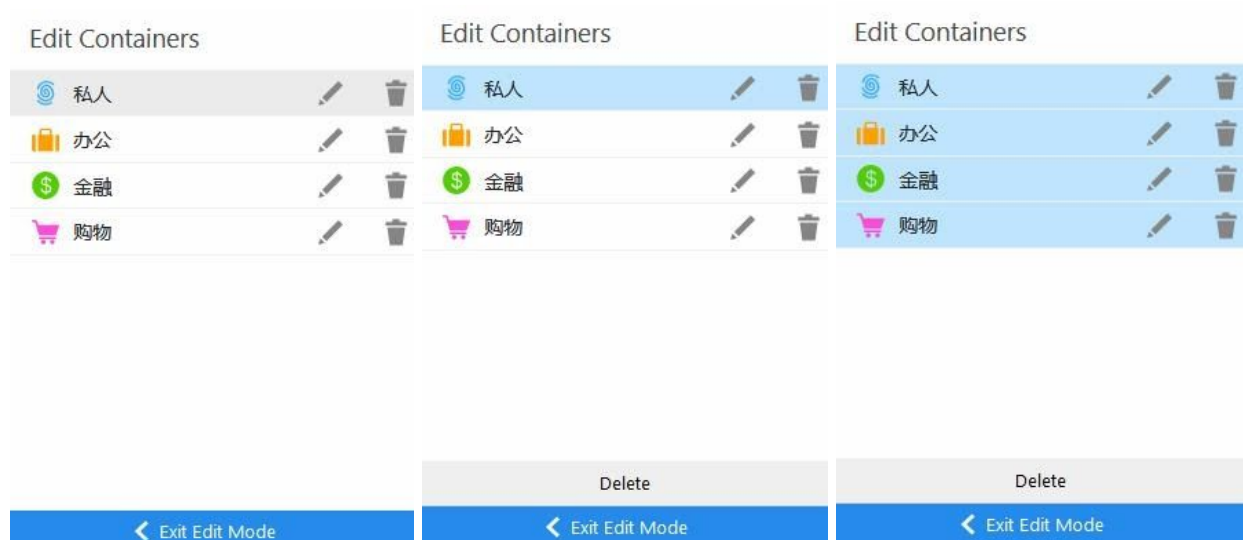 Edit Containers
私人
办公
金融
购物
Exit Edit Mode
Edit Containers
私人
办公
金融
购物
Delete
Exit Edit Mode
Edit Containers
私人
办公
金融
购物
Delete
Exit Edit Mode